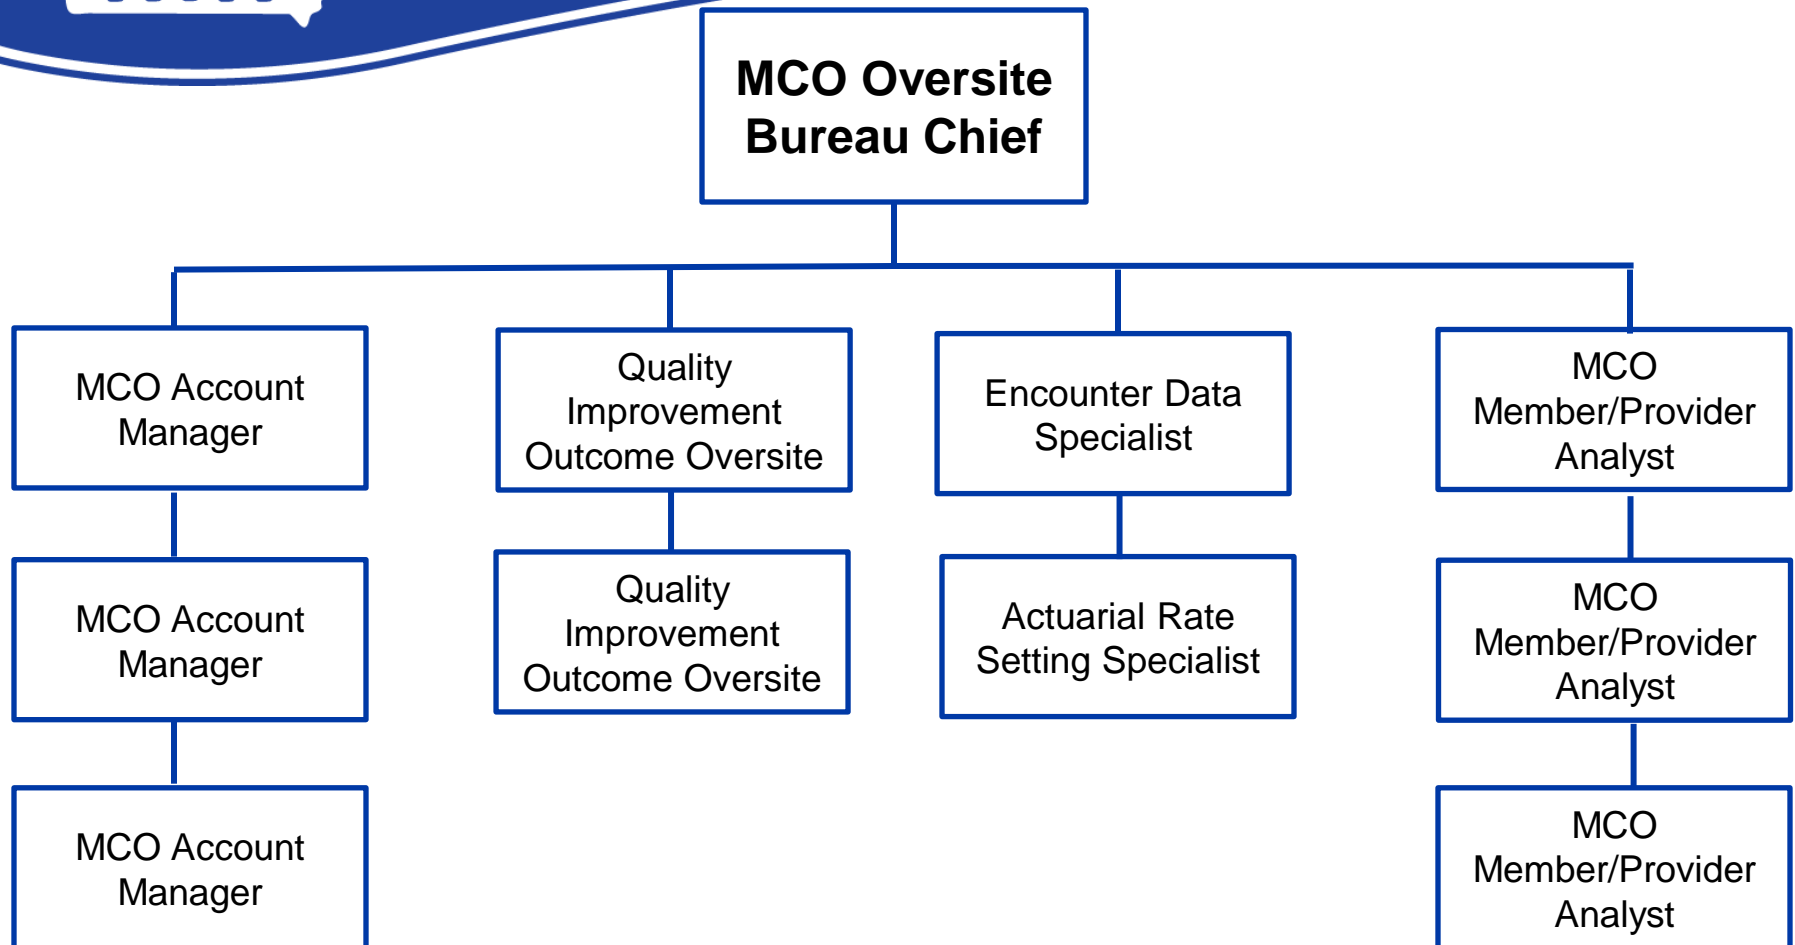 MCO Oversite
Bureau Chief
MCO Account
Manager
Quality
Improvement
Outcome Oversite
Encounter Data
Specialist
MCO
Member/Provider
Analyst
MCO Account
Manager
Quality
Improvement
Outcome Oversite
Actuarial Rate
Setting Specialist
MCO
Member/Provider
Analyst
MCO Account
Manager
MCO
Member/Provider
Analyst